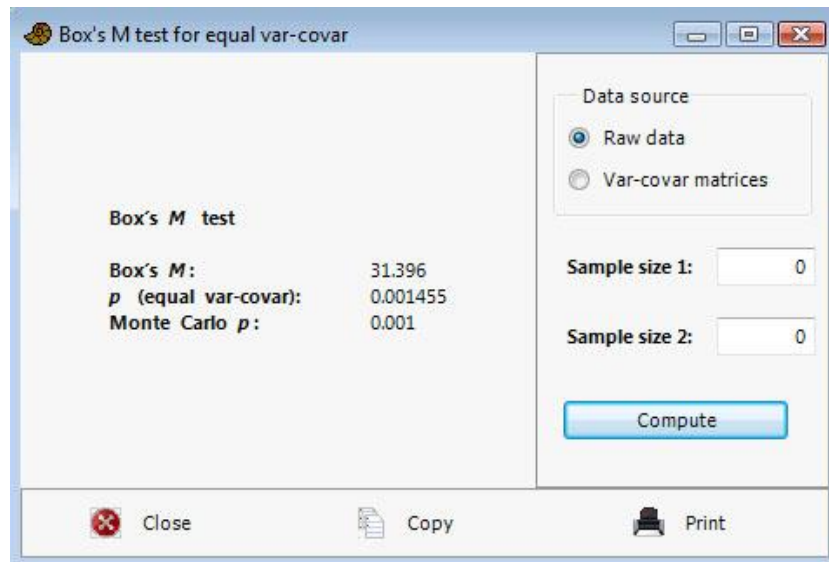 Box's M test for equal var-covar
Data source
Raw data
Var-covar matrices
Box´s M test
Box´s M: 31.396
p (equal var-covar): 0.001455
Monte Carlo p: 0.001
Sample size 1: 0
Sample size 2: 0
Compute
Close Copy Print